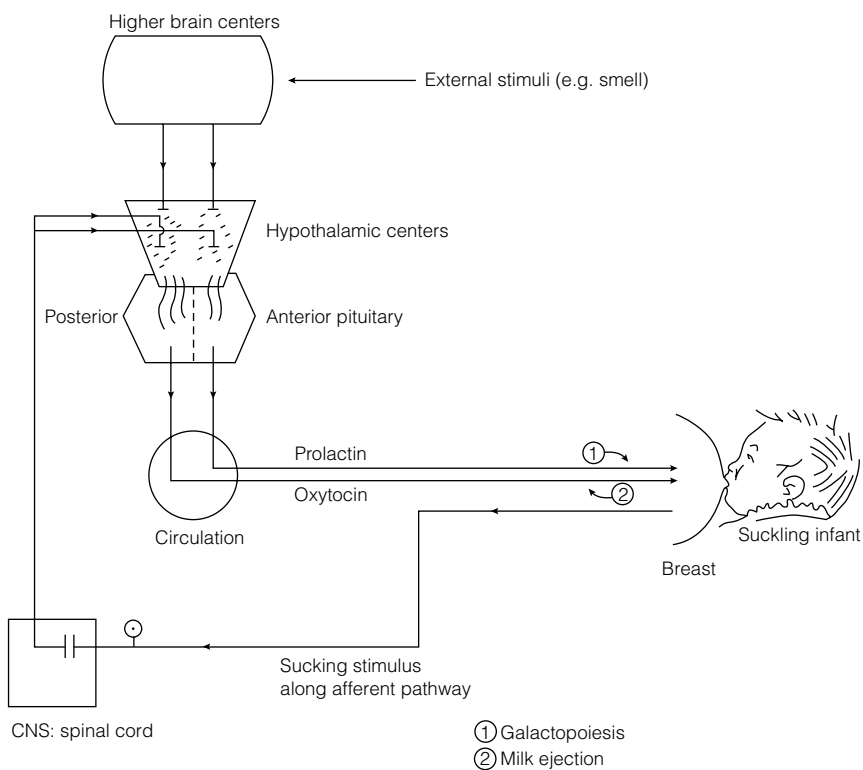 Higher brain centers
External stimuli (e.g. smell)
Hypothalamic centers
Posterior
Anterior pituitary
Prolactin
1
Oxytocin
2
Circulation
Suckling infant
Breast
Sucking stimulus
along afferent pathway
CNS: spinal cord
1 Galactopoiesis
2 Milk ejection